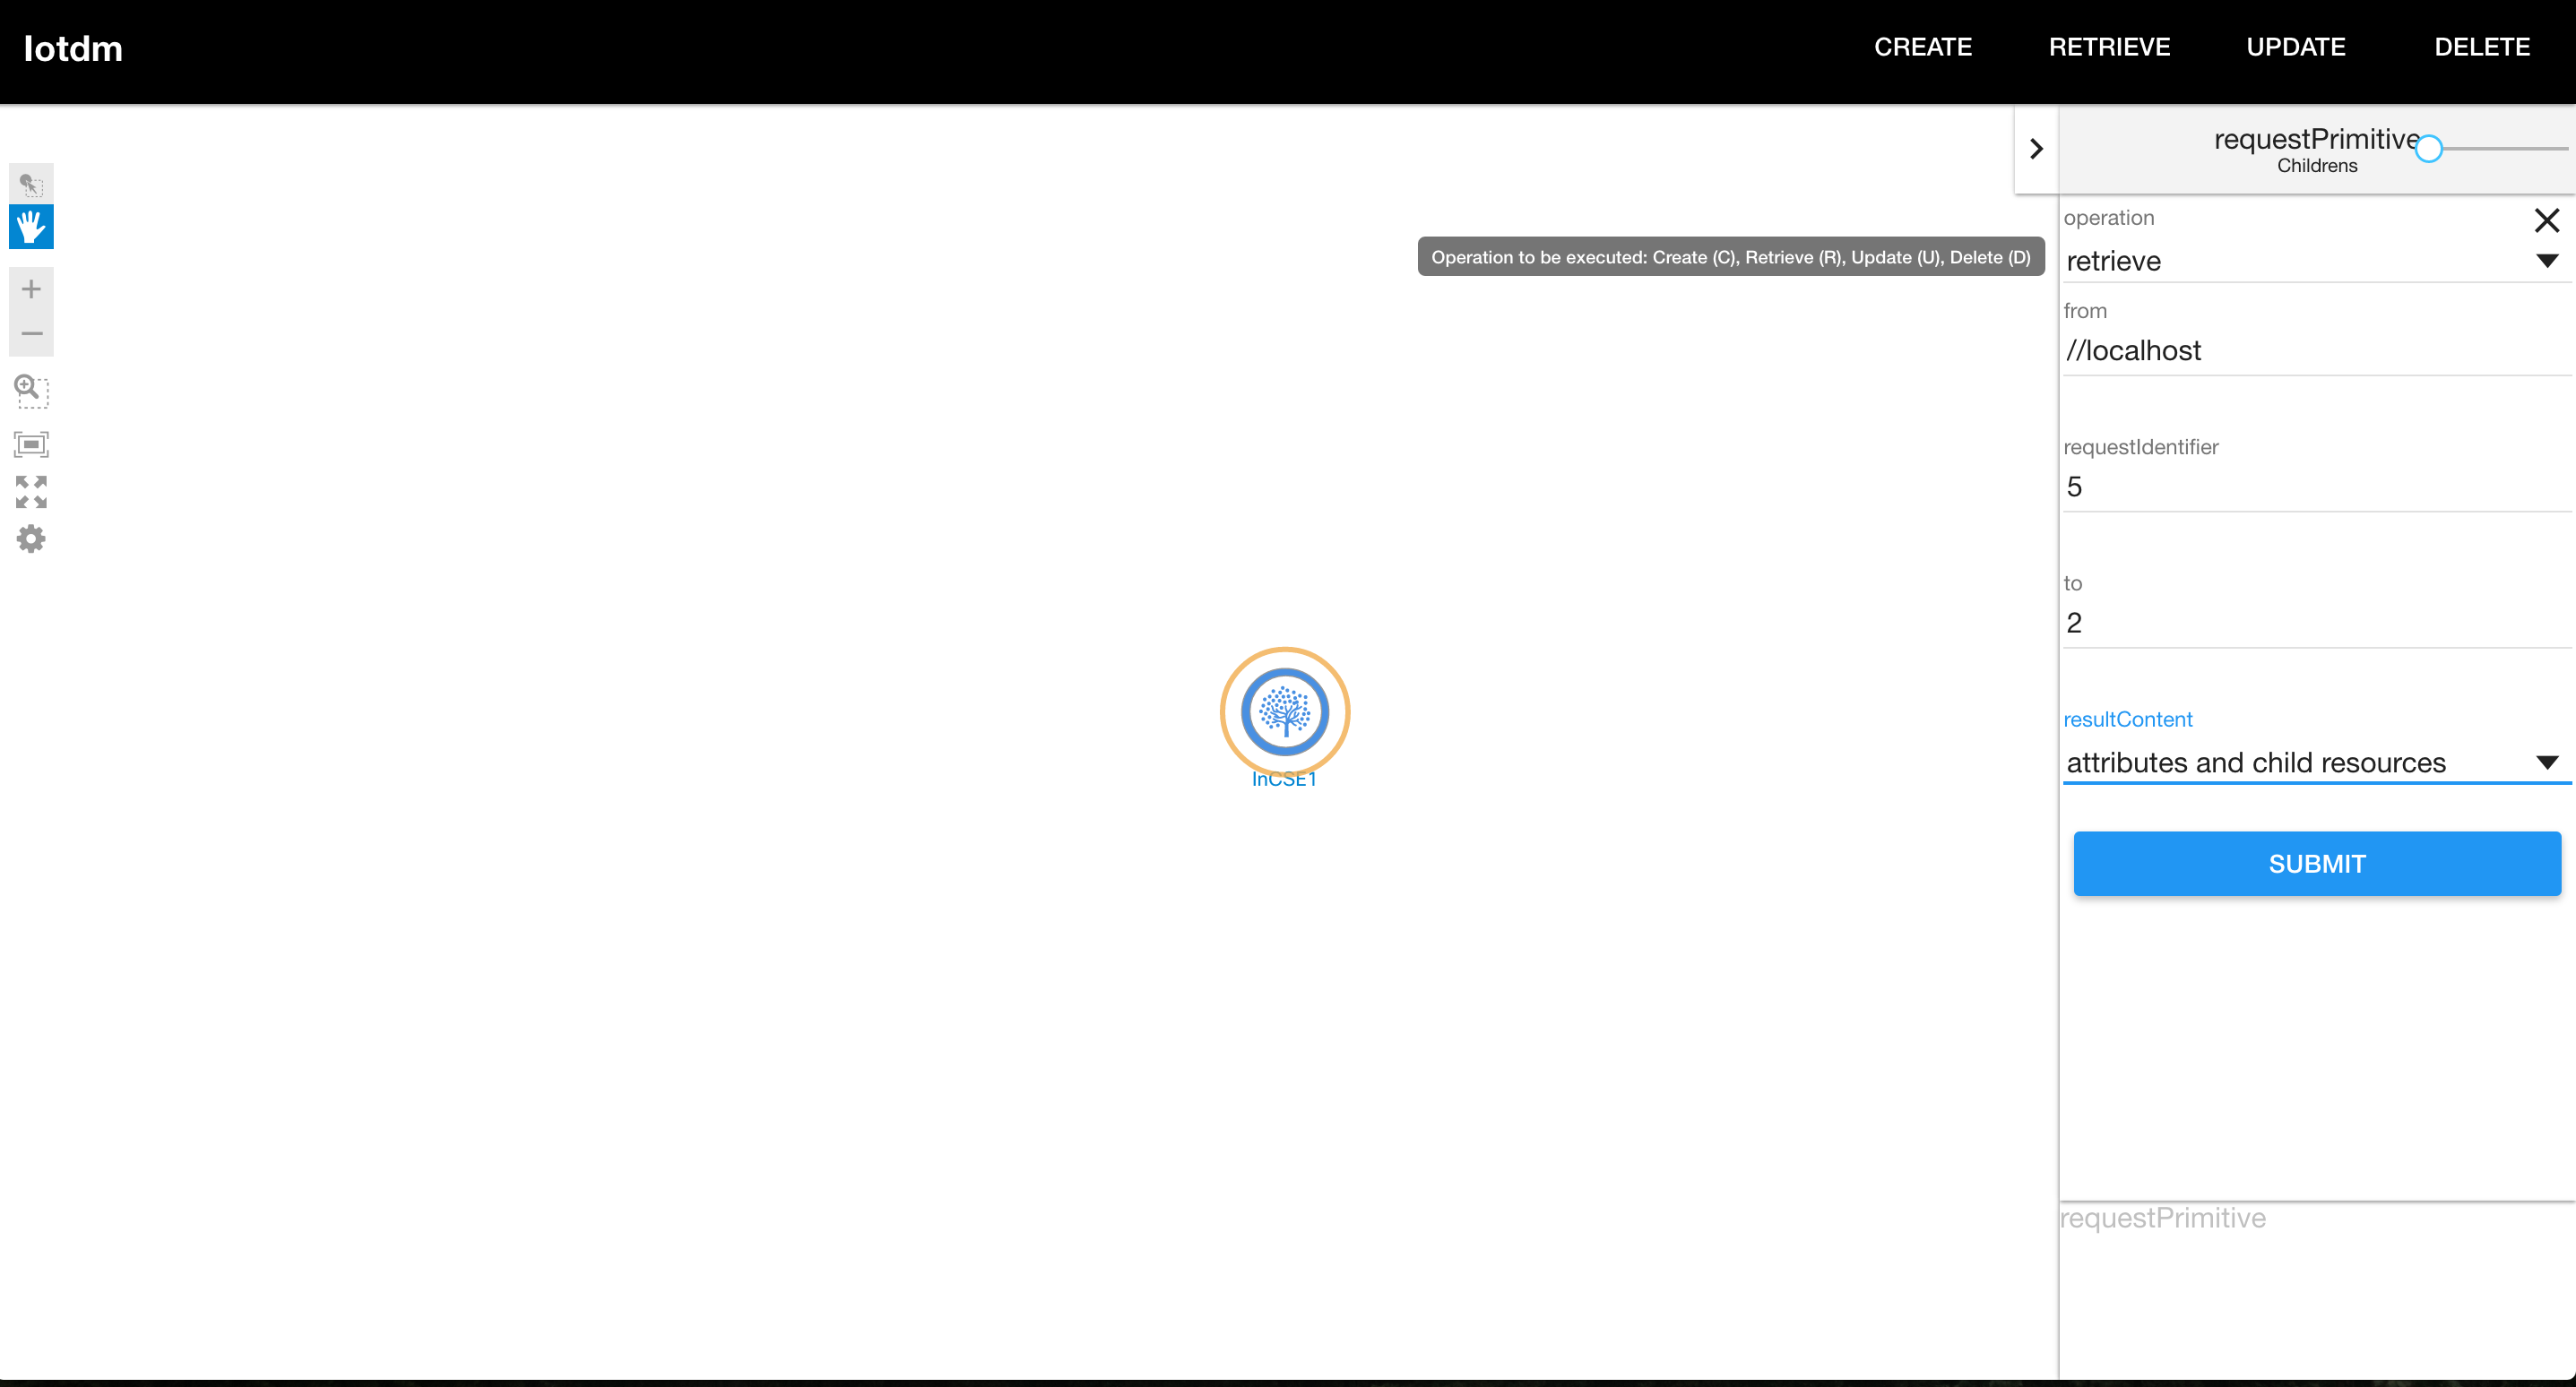 Iotdm
CREATE
RETRIEVE
UPDATE
DELETE
requestPrimitive
Childrens
operation
Operation to be executed: Create (C), Retrieve (R), Update (U), Delete (D)
retrieve
from
//localhost
requestIdentifier
5
to
2
resultContent
attributes and child resources
InCSE1
SUBMIT
requestPrimitive